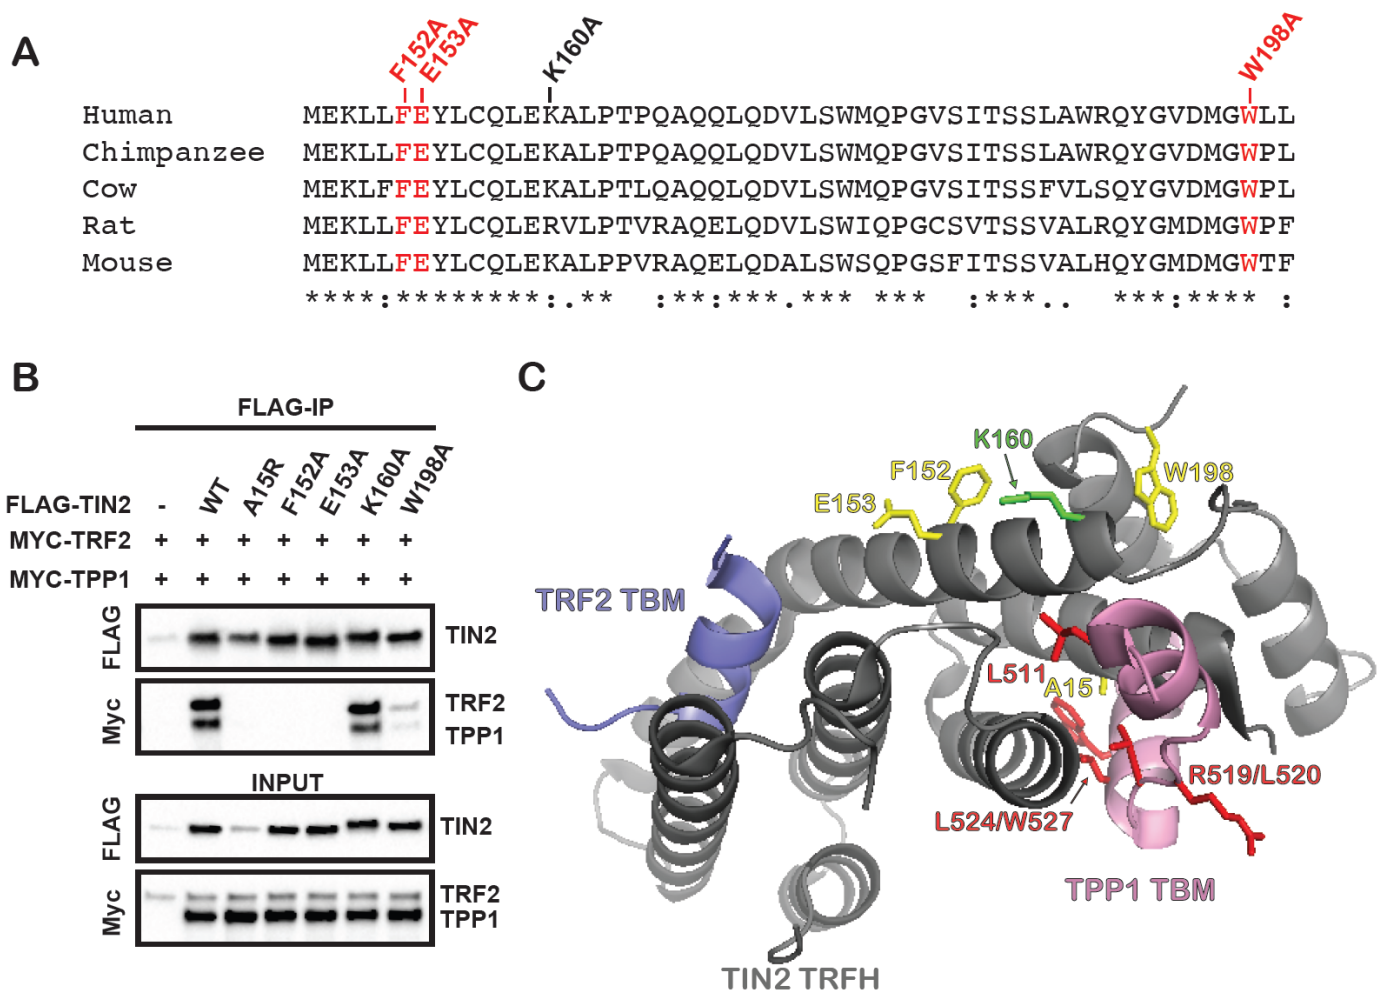 A
F152A
E153A
K160A
W198A
Human MEKLLFEYLCQLEKALPTPQAQQLQDVLSWMQPGVSITSSLAWRQYGVDMGWLL
Chimpanzee MEKLLFEYLCQLEKALPTPQAQQLQDVLSWMQPGVSITSSLAWRQYGVDMGWPL
Cow MEKLFFEYLCQLEKALPTLQAQQLQDVLSWMQPGVSITSSFVLSQYGVDMGWPL
Rat MEKLLFEYLCQLERVLPTVRAQELQDVLSWIQPGCSVTSSVALRQYGMDMGWPF
Mouse MEKLLFEYLCQLEKALPPVRAQELQDALSWSQPGSFITSSVALHQYGMDMGWTF
****:********:.** :**:***.*** *** :***.. ***:**** :
B
FLAG-IP
FLAG-TIN2 - WT A15R F152A E153A K160A W198A
MYC-TRF2 + + + + + + +
MYC-TPP1 + + + + + + +
FLAG TIN2
Myc TRF2
TPP1
INPUT
FLAG TIN2
Myc TRF2
TPP1
C
K160
F152
W198
E153
TRF2 TBM
L511
A15
R519/L520
L524/W527
TPP1 TBM
TIN2 TRFH